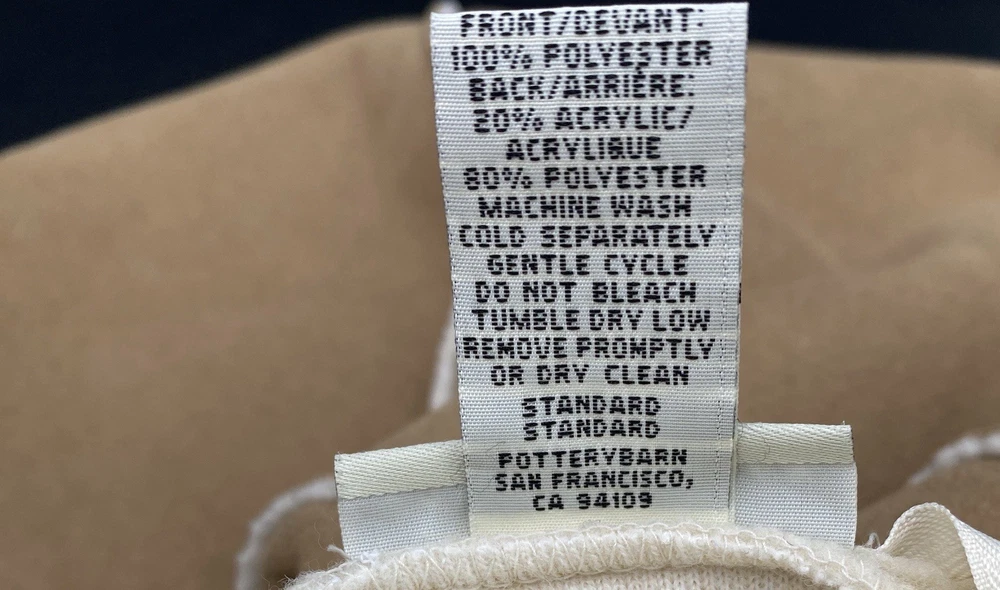 FRONT/DEVANT:
100% POLYESTER
BACK/ARRIÈRE:
20% ACRYLIC/
ACRYLIQUE
80% POLYESTER
MACHINE WASH
COLD SEPARATELY
GENTLE CYCLE
DO NOT BLEACH
TUMBLE DRY LOW
REMOVE PROMPTLY
OR DRY CLEAN
STANDARD
STANDARD
POTTERYBARN
SAN FRANCISCO,
CA 94109